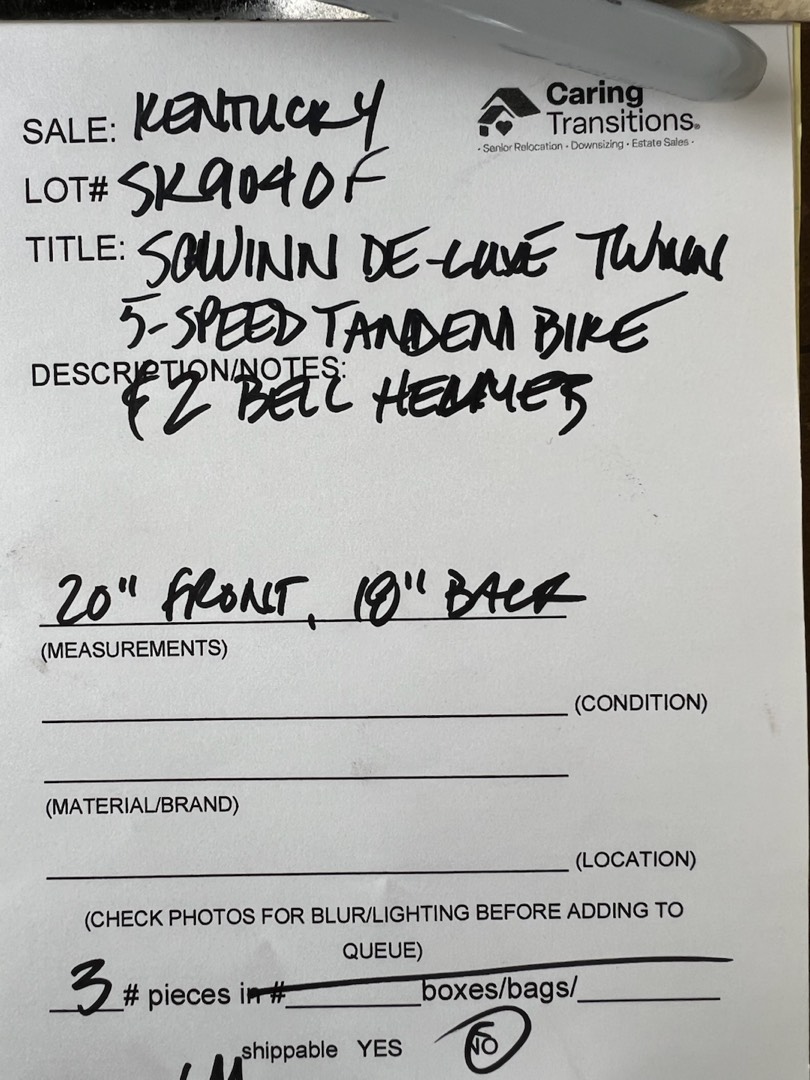 Caring
SALE: KENTUCKY
Transitions®
· Senior Relocation · Downsizing · Estate Sales ·
LOT# SK9040F
TITLE: SCWINN DE-LUXE TWINN
5-SPEED TANDEM BIKE
DESCRIPTION/NOTES:
& 2 BELL HELMETS
20" FRONT, 18" BACK
(MEASUREMENTS)
(CONDITION)
(MATERIAL/BRAND)
(LOCATION)
(CHECK PHOTOS FOR BLUR/LIGHTING BEFORE ADDING TO
QUEUE)
3 # pieces in # boxes/bags/
shippable YES NO